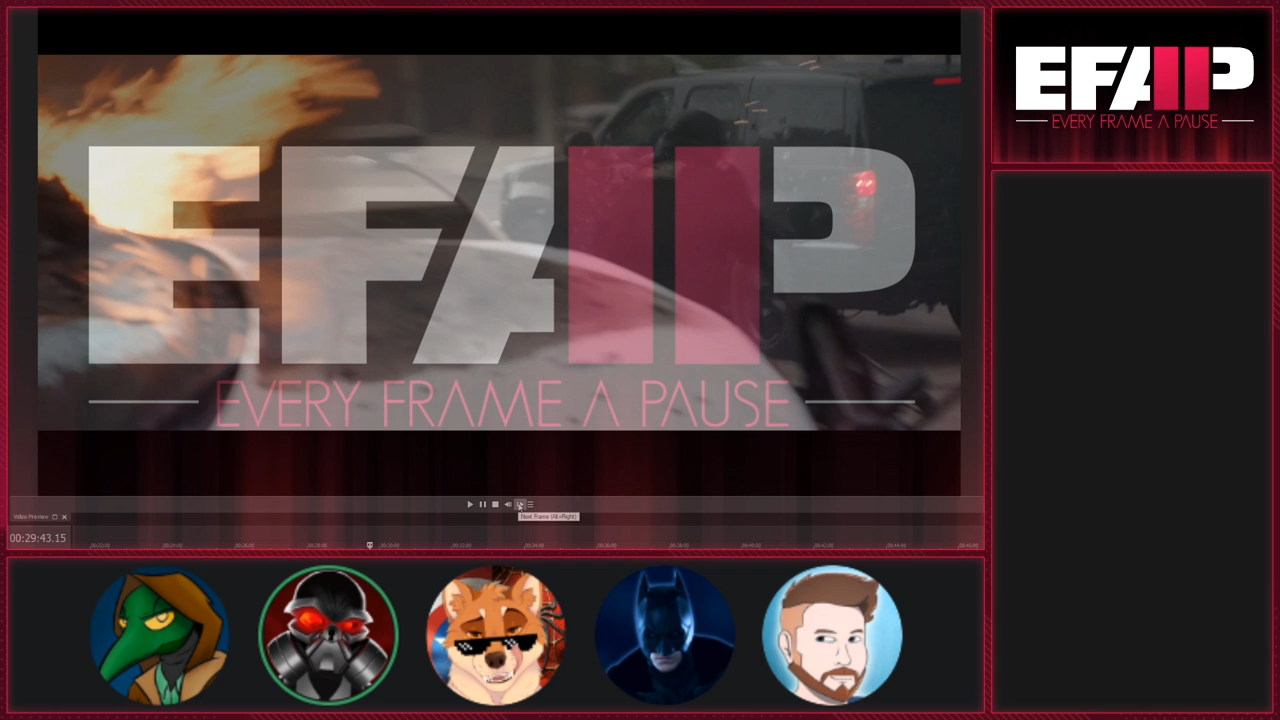 EFAP
EVERY FRAME A PAUSE
EFAP
EVERY FRAME A PAUSE
Next Frame (Alt+Right)
Video Preview
00:29:43.15